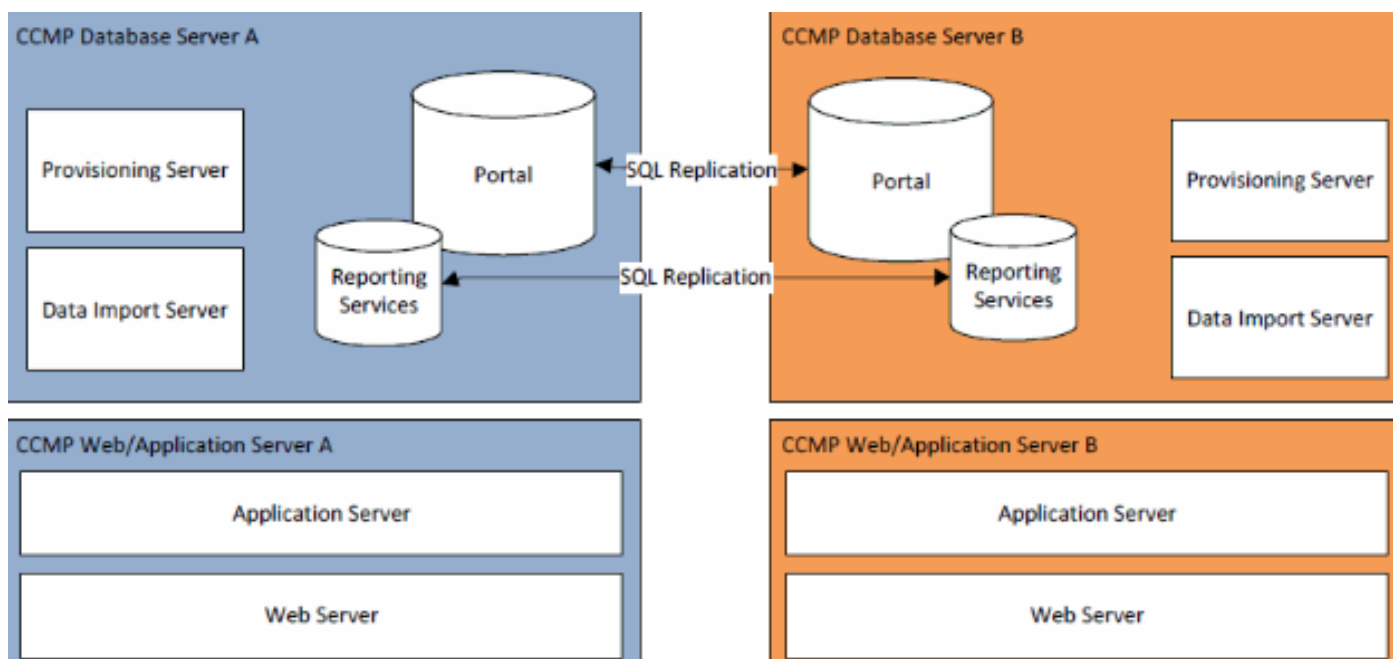 CCMP Database Server A
Provisioning Server
Data Import Server
Portal
Reporting
Services
SQL Replication
SQL Replication
CCMP Database Server B
Portal
Reporting
Services
Provisioning Server
Data Import Server
CCMP Web/Application Server A
Application Server
Web Server
CCMP Web/Application Server B
Application Server
Web Server